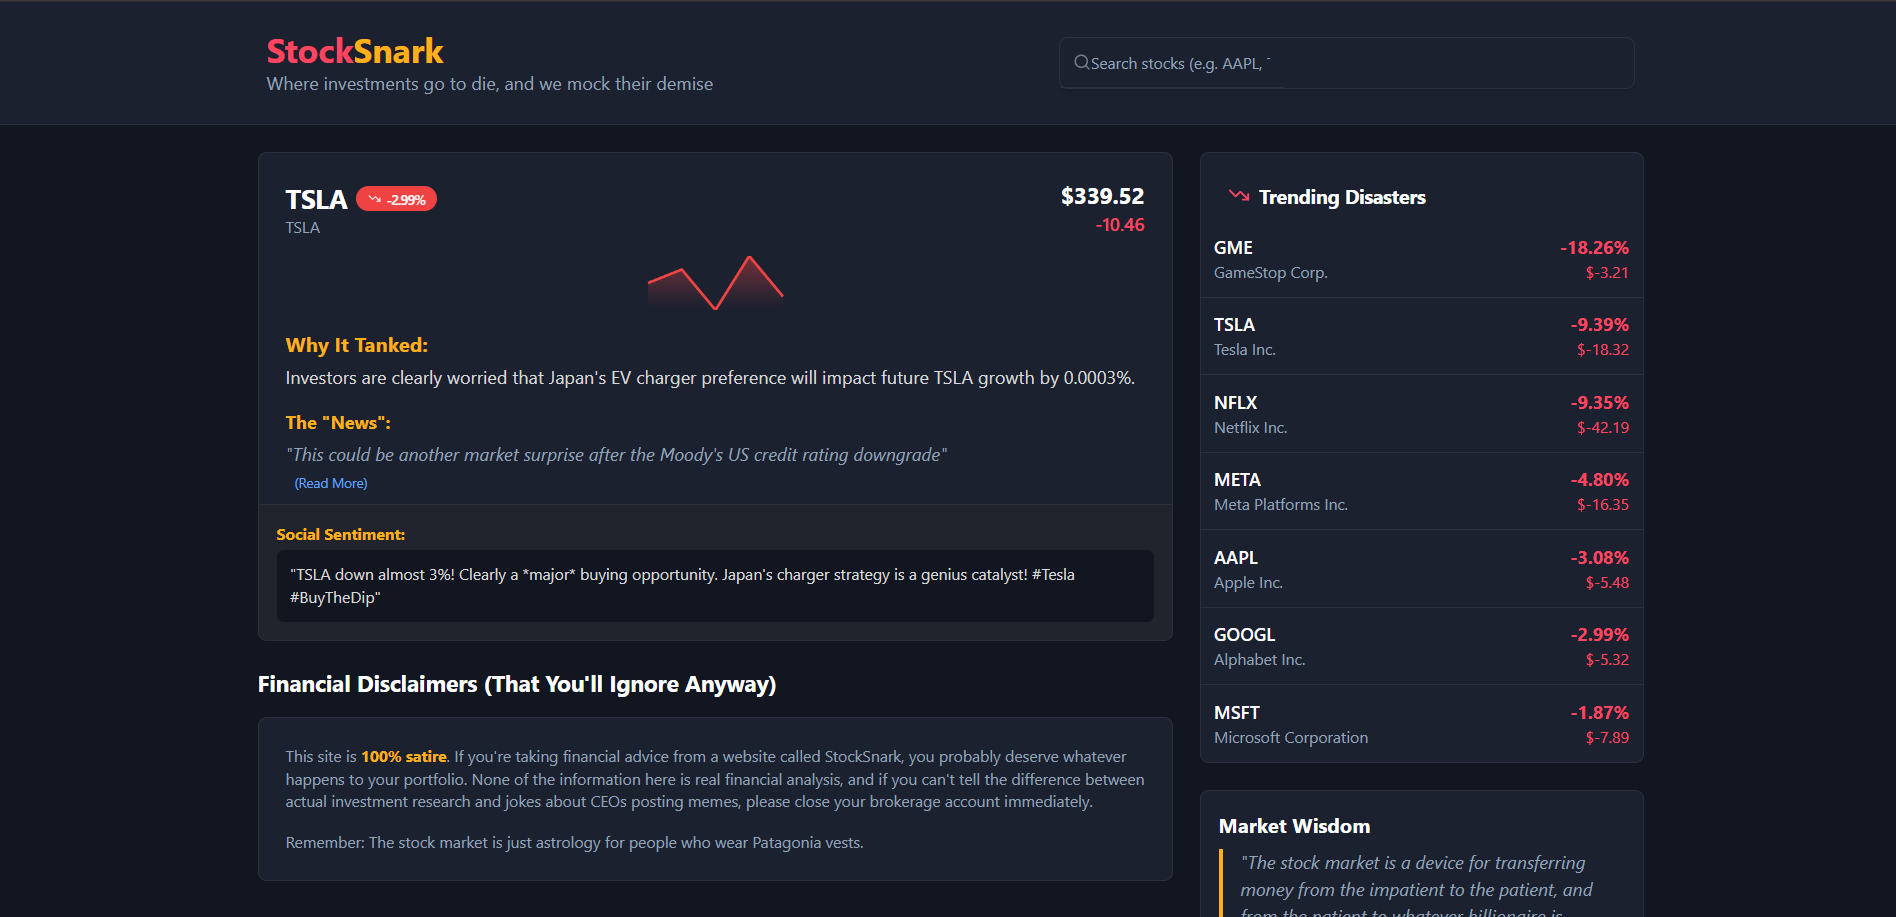 StockSnark
Where investments go to die, and we mock their demise
Search stocks (e.g. AAPL,
TSLA
-2.99%
TSLA
$339.52
-10.46
Why It Tanked:
Investors are clearly worried that Japan's EV charger preference will impact future TSLA growth by 0.0003%.
The "News":
"This could be another market surprise after the Moody's US credit rating downgrade"
(Read More)
Social Sentiment:
"TSLA down almost 3%! Clearly a *major* buying opportunity. Japan's charger strategy is a genius catalyst! #Tesla
#BuyTheDip"
Financial Disclaimers (That You'll Ignore Anyway)
This site is 100% satire. If you're taking financial advice from a website called StockSnark, you probably deserve whatever
happens to your portfolio. None of the information here is real financial analysis, and if you can't tell the difference between
actual investment research and jokes about CEOs posting memes, please close your brokerage account immediately.
Remember: The stock market is just astrology for people who wear Patagonia vests.
Trending Disasters
GME
-18.26%
GameStop Corp.
$-3.21
TSLA
-9.39%
Tesla Inc.
$-18.32
NFLX
-9.35%
Netflix Inc.
$-42.19
META
-4.80%
Meta Platforms Inc.
$-16.35
AAPL
-3.08%
Apple Inc.
$-5.48
GOOGL
-2.99%
Alphabet Inc.
$-5.32
MSFT
-1.87%
Microsoft Corporation
$-7.89
Market Wisdom
"The stock market is a device for transferring
money from the impatient to the patient, and
from the patient to whatever billionaire is